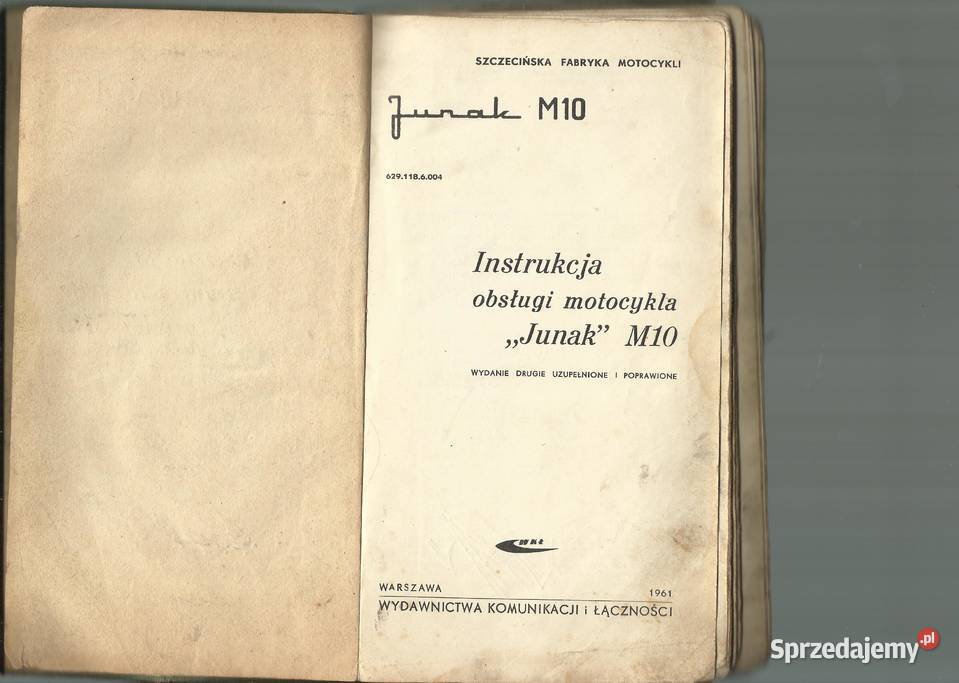 SZCZECIŃSKA FABRYKA MOTOCYKLI
Junak M10
629.118.6.004
Instrukcja
obsługi motocykla
„Junak” M10
WYDANIE DRUGIE UZUPEŁNIONE I POPRAWIONE
WKŁ
WARSZAWA 1961
WYDAWNICTWA KOMUNIKACJI i ŁĄCZNOŚCI
Sprzedajemy.pl